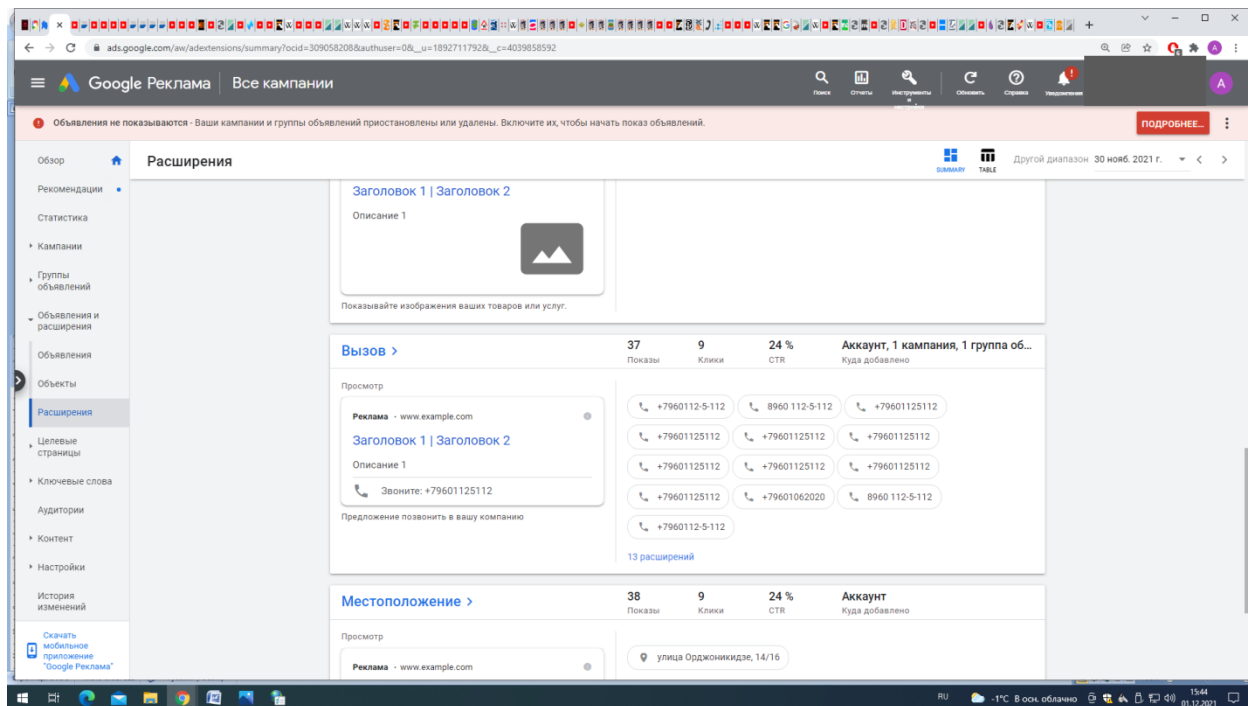 ads.google.com/aw/adextensions/summary?ocid=309058208&authuser=0&__u=1892711792&__c=4039858592
Google Реклама
Все кампании
Поиск
Отчеты
Инструменты
и
Обновить
Справка
Уведомления
A
Объявления не показываются - Ваши кампании и группы объявлений приостановлены или удалены. Включите их, чтобы начать показ объявлений.
ПОДРОБНЕЕ...
Обзор
Рекомендации
Статистика
Кампании
Группы
объявлений
Объявления и
расширения
Объявления
Объекты
Расширения
Целевые
страницы
Ключевые слова
Аудитории
Контент
Настройки
История
изменений
Скачать
мобильное
приложение
"Google Реклама"
Расширения
SUMMARY
TABLE
Другой диапазон 30 нояб. 2021 г.
Заголовок 1 | Заголовок 2
Описание 1
Показывайте изображения ваших товаров или услуг.
Вызов
37 9 24 % Аккаунт, 1 кампания, 1 группа об...
Показы Клики CTR Куда добавлено
Просмотр
Реклама · www.example.com
Заголовок 1 | Заголовок 2
Описание 1
Звоните: +79601125112
Предложение позвонить в вашу компанию
+7960112-5-112 8960 112-5-112 +79601125112
+79601125112 +79601125112 +79601125112
+79601125112 +79601125112 +79601125112
+79601125112 +79601062020 8960 112-5-112
+7960112-5-112
13 расширений
Местоположение
38 9 24 % Аккаунт
Показы Клики CTR Куда добавлено
Просмотр
Реклама · www.example.com
улица Орджоникидзе, 14/16
RU
-1°C В осн. облачно
15:44
01.12.2021